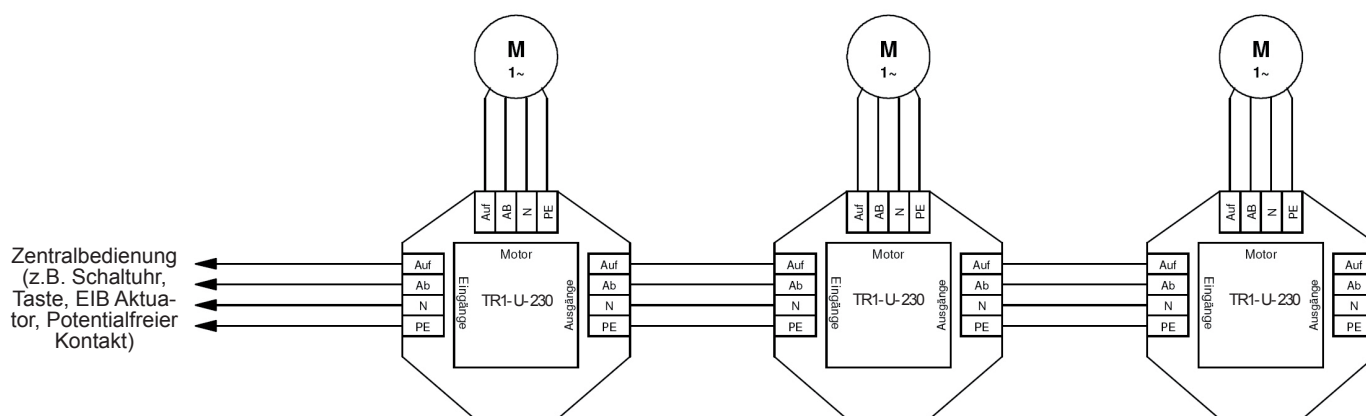 M
1~
M
1~
M
1~
Auf
AB
N
PE
Auf
AB
N
PE
Auf
AB
N
PE
Zentralbedienung
(z.B. Schaltuhr,
Taste, EIB Aktua-
tor, Potentialfreier
Kontakt)
Auf
Ab
N
PE
Eingänge
Motor
TR1-U-230
Ausgänge
Auf
Ab
N
PE
Auf
Ab
N
PE
Eingänge
Motor
TR1-U-230
Ausgänge
Auf
Ab
N
PE
Auf
Ab
N
PE
Eingänge
Motor
TR1-U-230
Ausgänge
Auf
Ab
N
PE